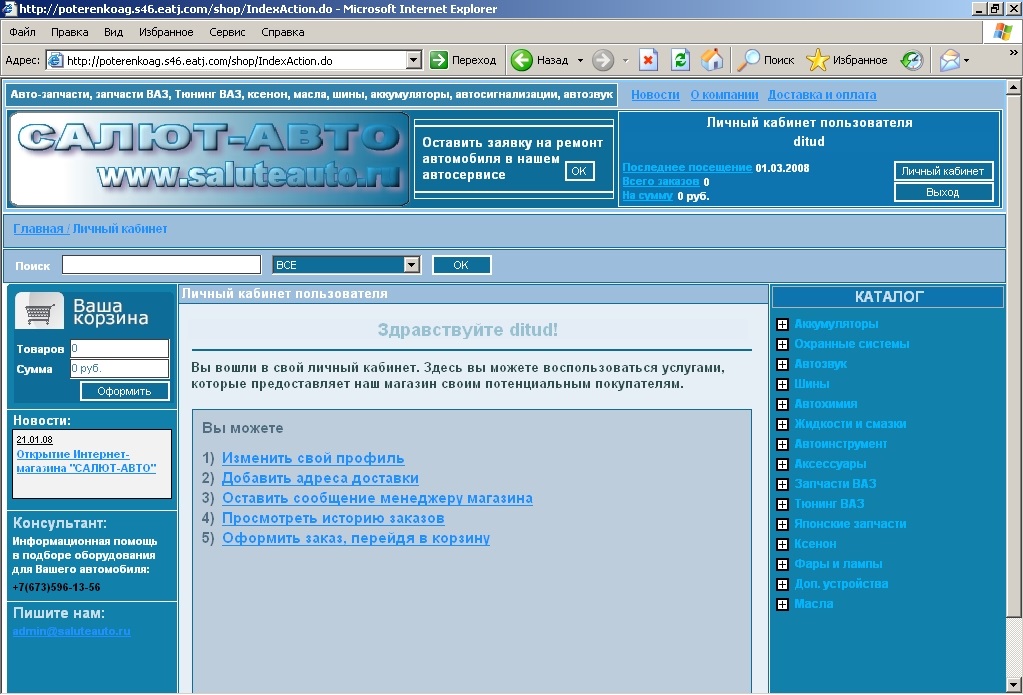 http://poterenkoag.s46.eatj.com/shop/IndexAction.do - Microsoft Internet Explorer
Файл Правка Вид Избранное Сервис Справка
Адрес: http://poterenkoag.s46.eatj.com/shop/IndexAction.do Переход Назад Поиск Избранное
Авто-запчасти, запчасти ВАЗ, Тюнинг ВАЗ, ксенон, масла, шины, аккумуляторы, автосигнализации, автозвук
Новости О компании Доставка и оплата
САЛЮТ-АВТО
www.saluteauto.ru
Оставить заявку на ремонт
автомобиля в нашем
автосервисе OK
Личный кабинет пользователя
ditud
Последнее посещение 01.03.2008
Всего заказов 0
На сумму 0 руб.
Личный кабинет
Выход
Главная / Личный кабинет
Поиск ВСЕ OK
Ваша
корзина
Товаров 0
Сумма 0 руб.
Оформить
Новости:
21.01.08
Открытие Интернет-
магазина "САЛЮТ-АВТО"
Консультант:
Информационная помощь
в подборе оборудования
для Вашего автомобиля:
+7(673)596-13-56
Пишите нам:
admin@saluteauto.ru
Личный кабинет пользователя
Здравствуйте ditud!
Вы вошли в свой личный кабинет. Здесь вы можете воспользоваться услугами,
которые предоставляет наш магазин своим потенциальным покупателям.
Вы можете
1) Изменить свой профиль
2) Добавить адреса доставки
3) Оставить сообщение менеджеру магазина
4) Просмотреть историю заказов
5) Оформить заказ, перейдя в корзину
КАТАЛОГ
Аккумуляторы
Охранные системы
Автозвук
Шины
Автохимия
Жидкости и смазки
Автоинструмент
Аксессуары
Запчасти ВАЗ
Тюнинг ВАЗ
Японские запчасти
Ксенон
Фары и лампы
Доп. устройства
Масла